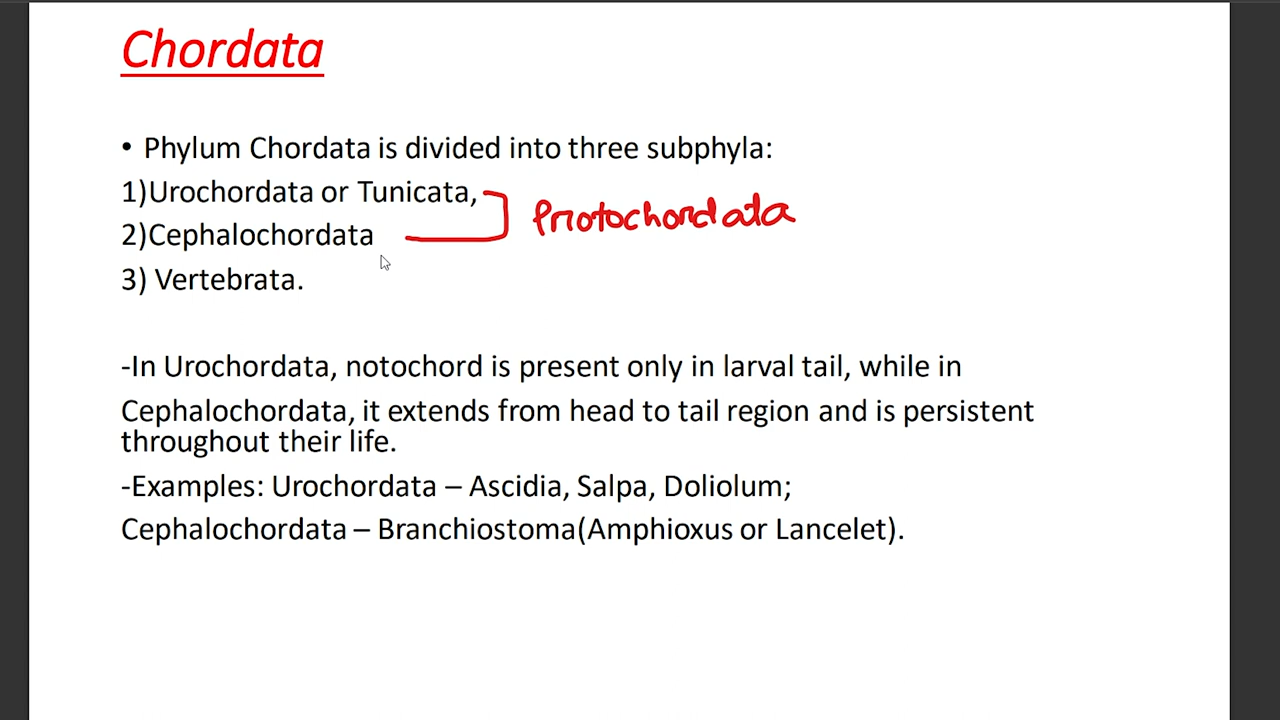 Chordata
• Phylum Chordata is divided into three subphyla:
1)Urochordata or Tunicata,
2)Cephalochordata
Protochordata
3) Vertebrata.
-In Urochordata, notochord is present only in larval tail, while in
Cephalochordata, it extends from head to tail region and is persistent
throughout their life.
-Examples: Urochordata – Ascidia, Salpa, Doliolum;
Cephalochordata – Branchiostoma(Amphioxus or Lancelet).